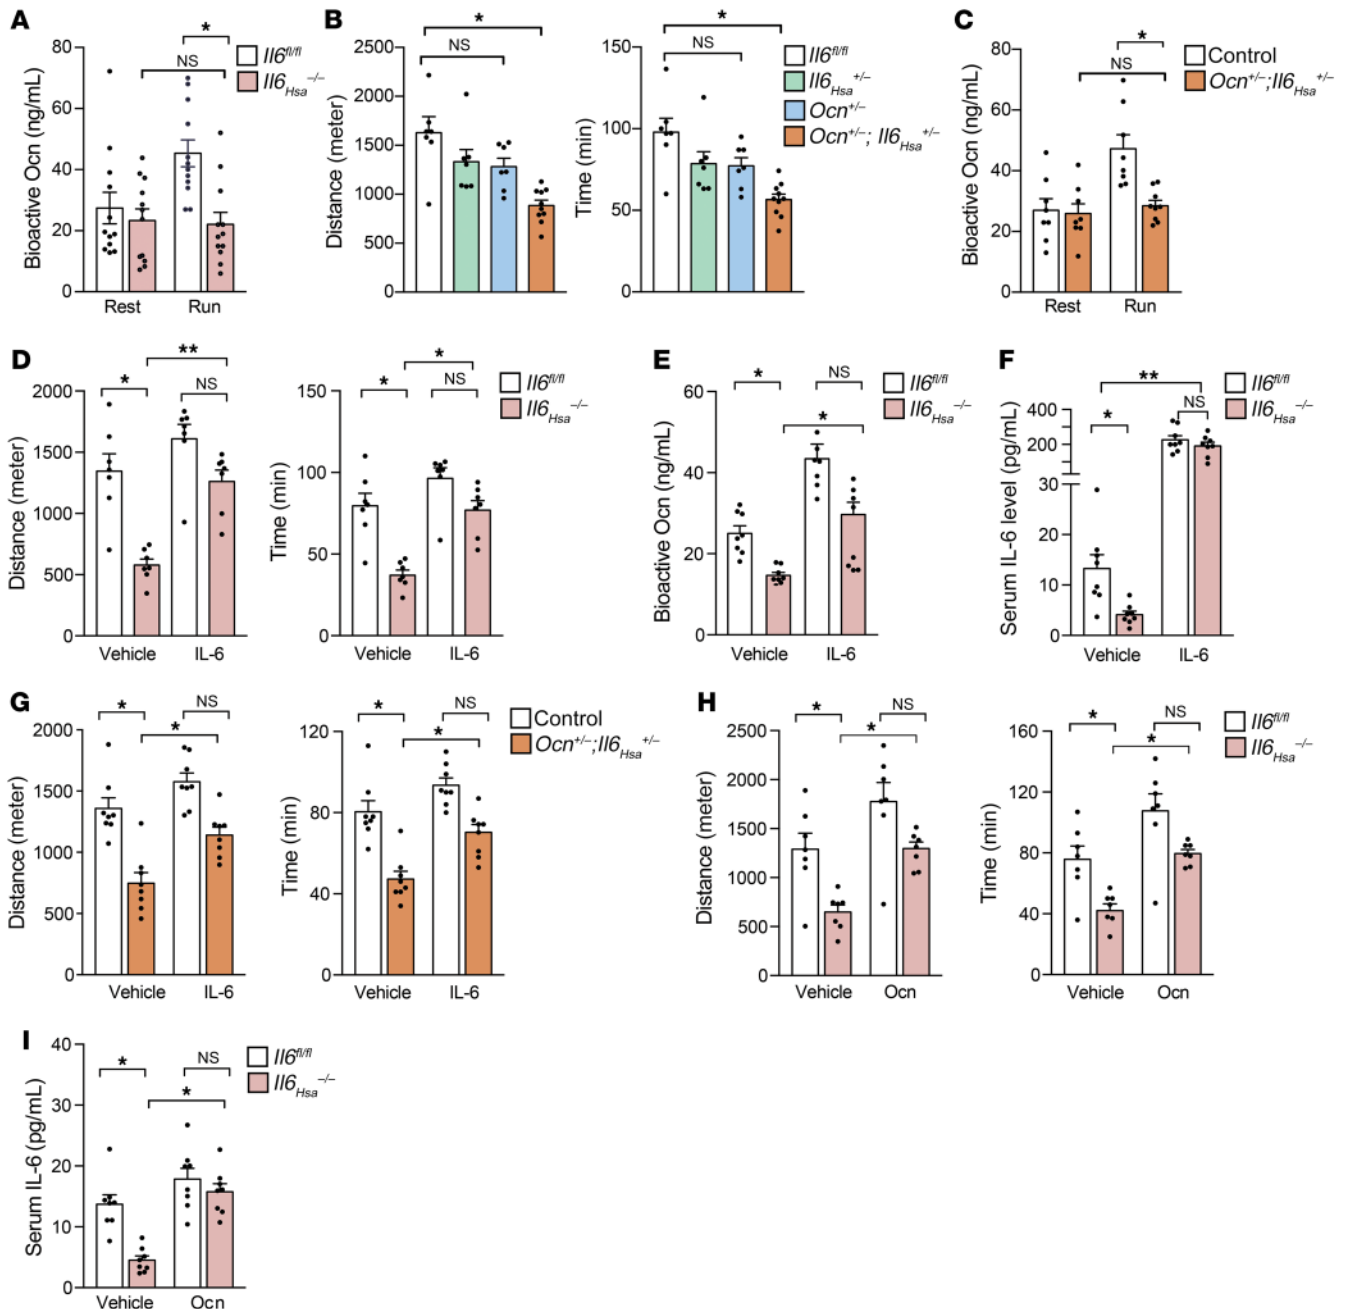 A
Bioactive Ocn (ng/mL)
80
60
40
20
0
Rest
Run
NS
*
Il6fl/fl
Il6Hsa−/−
B
Distance (meter)
2500
2000
1500
1000
500
0
NS
*
Time (min)
150
100
50
0
NS
*
Il6fl/fl
Il6Hsa+/−
Ocn+/−
Ocn+/−; Il6Hsa+/−
C
Bioactive Ocn (ng/mL)
80
60
40
20
0
Rest
Run
NS
*
Control
Ocn+/−;Il6Hsa+/−
D
Distance (meter)
2000
1500
1000
500
0
Vehicle
IL-6
*
**
NS
Time (min)
150
100
50
0
Vehicle
IL-6
*
*
NS
Il6fl/fl
Il6Hsa−/−
E
Bioactive Ocn (ng/mL)
60
40
20
0
Vehicle
IL-6
*
NS
*
Il6fl/fl
Il6Hsa−/−
F
Serum IL-6 level (pg/mL)
400
200
30
20
10
0
Vehicle
IL-6
**
*
NS
Il6fl/fl
Il6Hsa−/−
G
Distance (meter)
2000
1500
1000
500
0
Vehicle
IL-6
*
*
NS
Time (min)
120
80
40
0
Vehicle
IL-6
*
*
NS
Control
Ocn+/−;Il6Hsa+/−
H
Distance (meter)
2500
2000
1500
1000
500
0
Vehicle
Ocn
*
*
NS
Time (min)
160
120
80
40
0
Vehicle
Ocn
*
*
NS
Il6fl/fl
Il6Hsa−/−
I
Serum IL-6 (pg/mL)
40
30
20
10
0
Vehicle
Ocn
*
*
NS
Il6fl/fl
Il6Hsa−/−